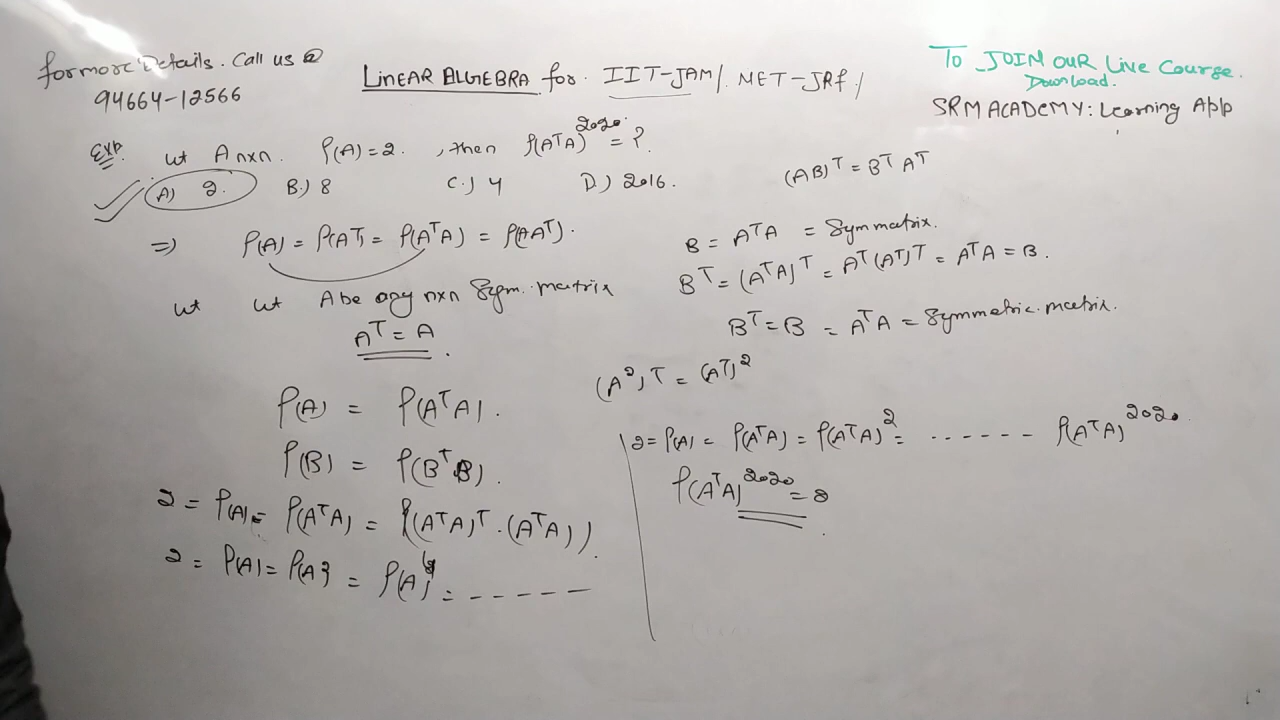 for more Details. Call us @
94664-12566
LinEAR ALGEBRA for IIT-JAM/. MET-JRf/
To JOIN OUR Live Course.
Download.
SRM ACADEMY: Learning App
Exp. Let A nxn. ρ(A)=2. , then ρ(AᵀA)²⁰²⁰=?
A) 2. B.) 8 C.) 4 D.) 2016.
⇒) ρ(A) = ρ(Aᵀ) = ρ(AᵀA) = ρ(AAᵀ).
Let Let A be any nxn Sym. matrix
Aᵀ = A.
ρ(A) = ρ(AᵀA).
ρ(B) = ρ(BᵀB).
2 = ρ(A) = ρ(AᵀA) = ρ((AᵀA)ᵀ.(AᵀA)).
2 = ρ(A) = ρ(A²) = ρ(A)⁴ = ------
(AB)ᵀ = BᵀAᵀ
B = AᵀA = Sym matrix.
Bᵀ = (AᵀA)ᵀ = Aᵀ(Aᵀ)ᵀ = AᵀA = B.
Bᵀ = B = AᵀA = Symmetric matrix.
(A²)ᵀ = (Aᵀ)²
2 = ρ(A) = ρ(AᵀA) = ρ(AᵀA)² = ------ ρ(AᵀA)²⁰²⁰.
ρ(AᵀA)²⁰²⁰ = 2.